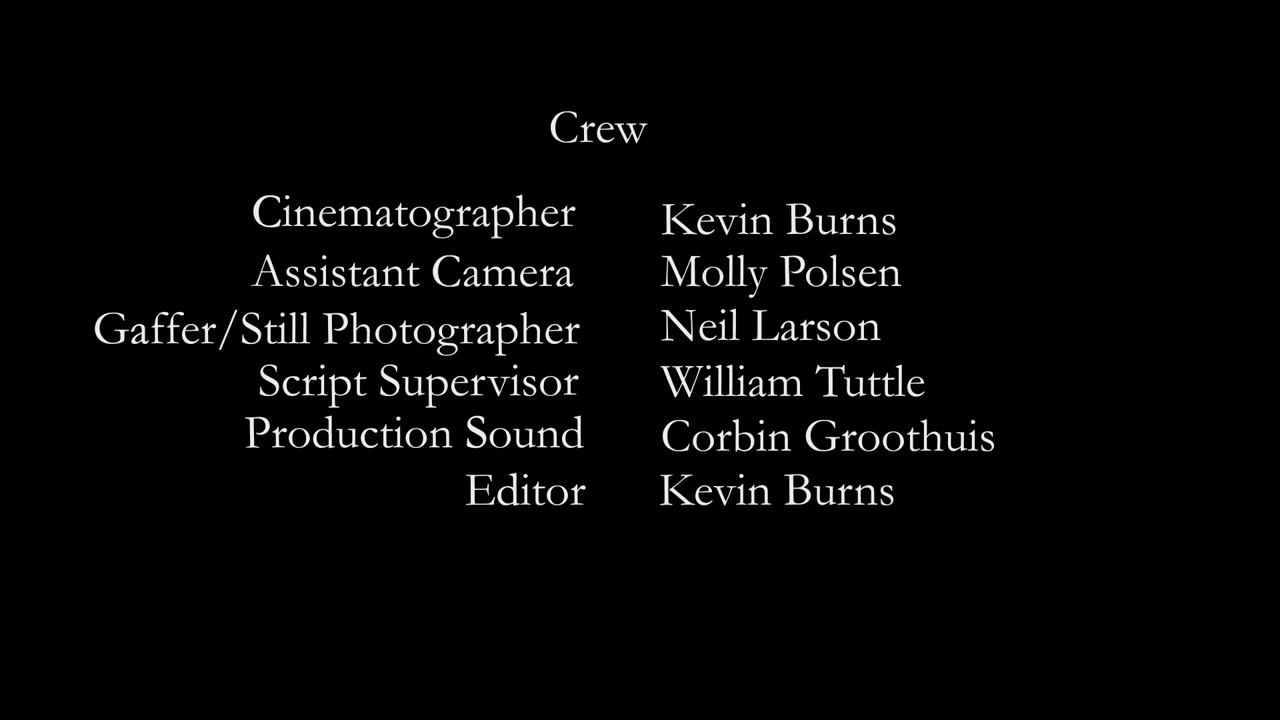 Crew
Cinematographer Kevin Burns
Assistant Camera Molly Polsen
Gaffer/Still Photographer Neil Larson
Script Supervisor William Tuttle
Production Sound Corbin Groothuis
Editor Kevin Burns